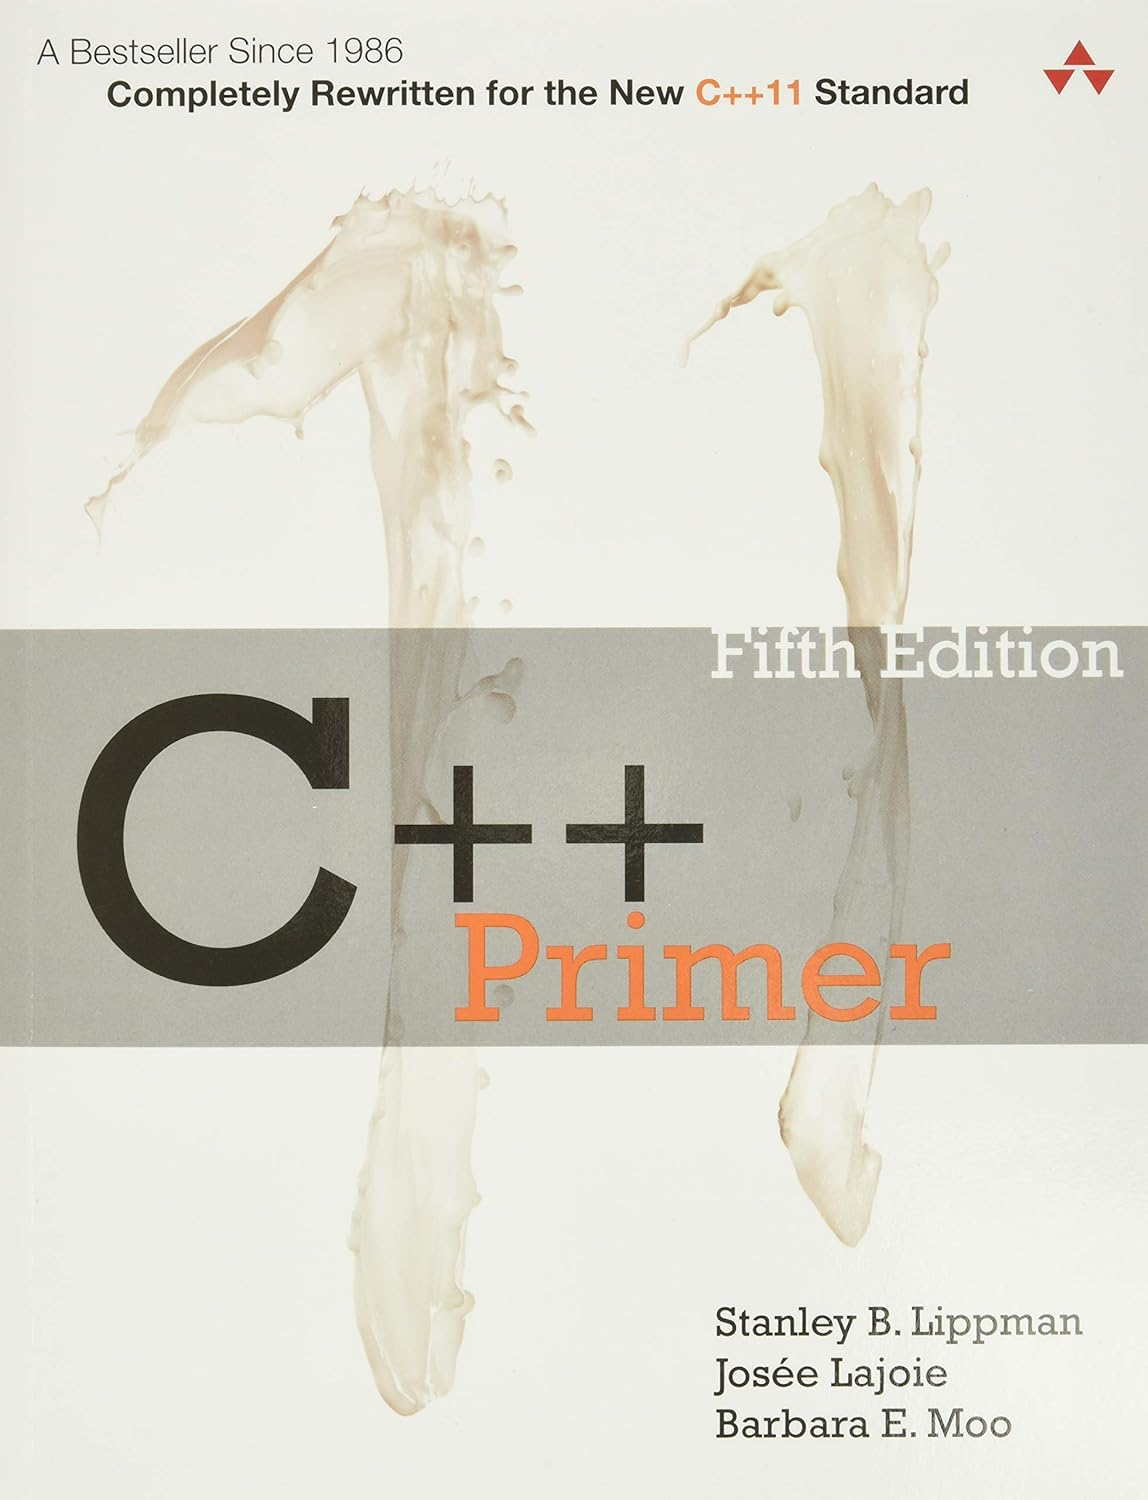 A Bestseller Since 1986
Completely Rewritten for the New C++11 Standard
Fifth Edition
C++
Primer
Stanley B. Lippman
Josée Lajoie
Barbara E. Moo